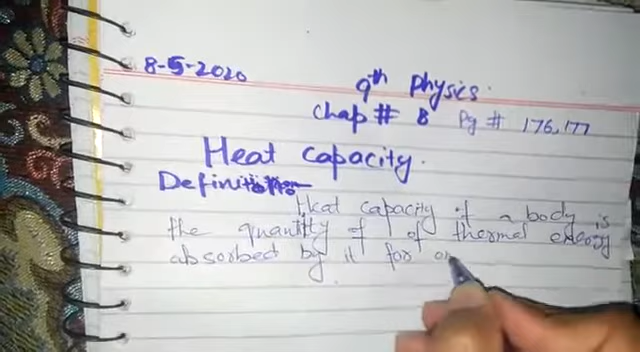 8-5-2020
9th Physics.
Chap # 8 Pg # 176,177
Heat Capacity.
Definition
Heat capacity of a body is
the quantity of of thermal energy
absorbed by it for on